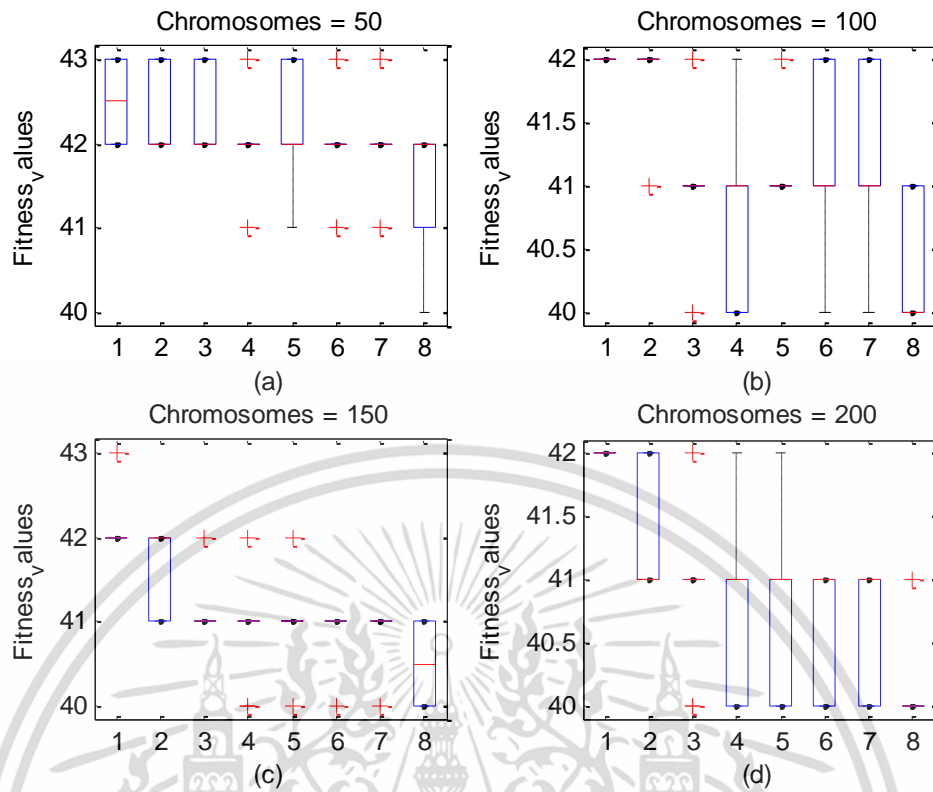 Chromosomes = 50
Chromosomes = 100
Fitness_values
43
42
41
40
1 2 3 4 5 6 7 8
(a)
Fitness_values
42
41.5
41
40.5
40
1 2 3 4 5 6 7 8
(b)
Chromosomes = 150
Chromosomes = 200
Fitness_values
43
42
41
40
1 2 3 4 5 6 7 8
(c)
Fitness_values
42
41.5
41
40.5
40
1 2 3 4 5 6 7 8
(d)